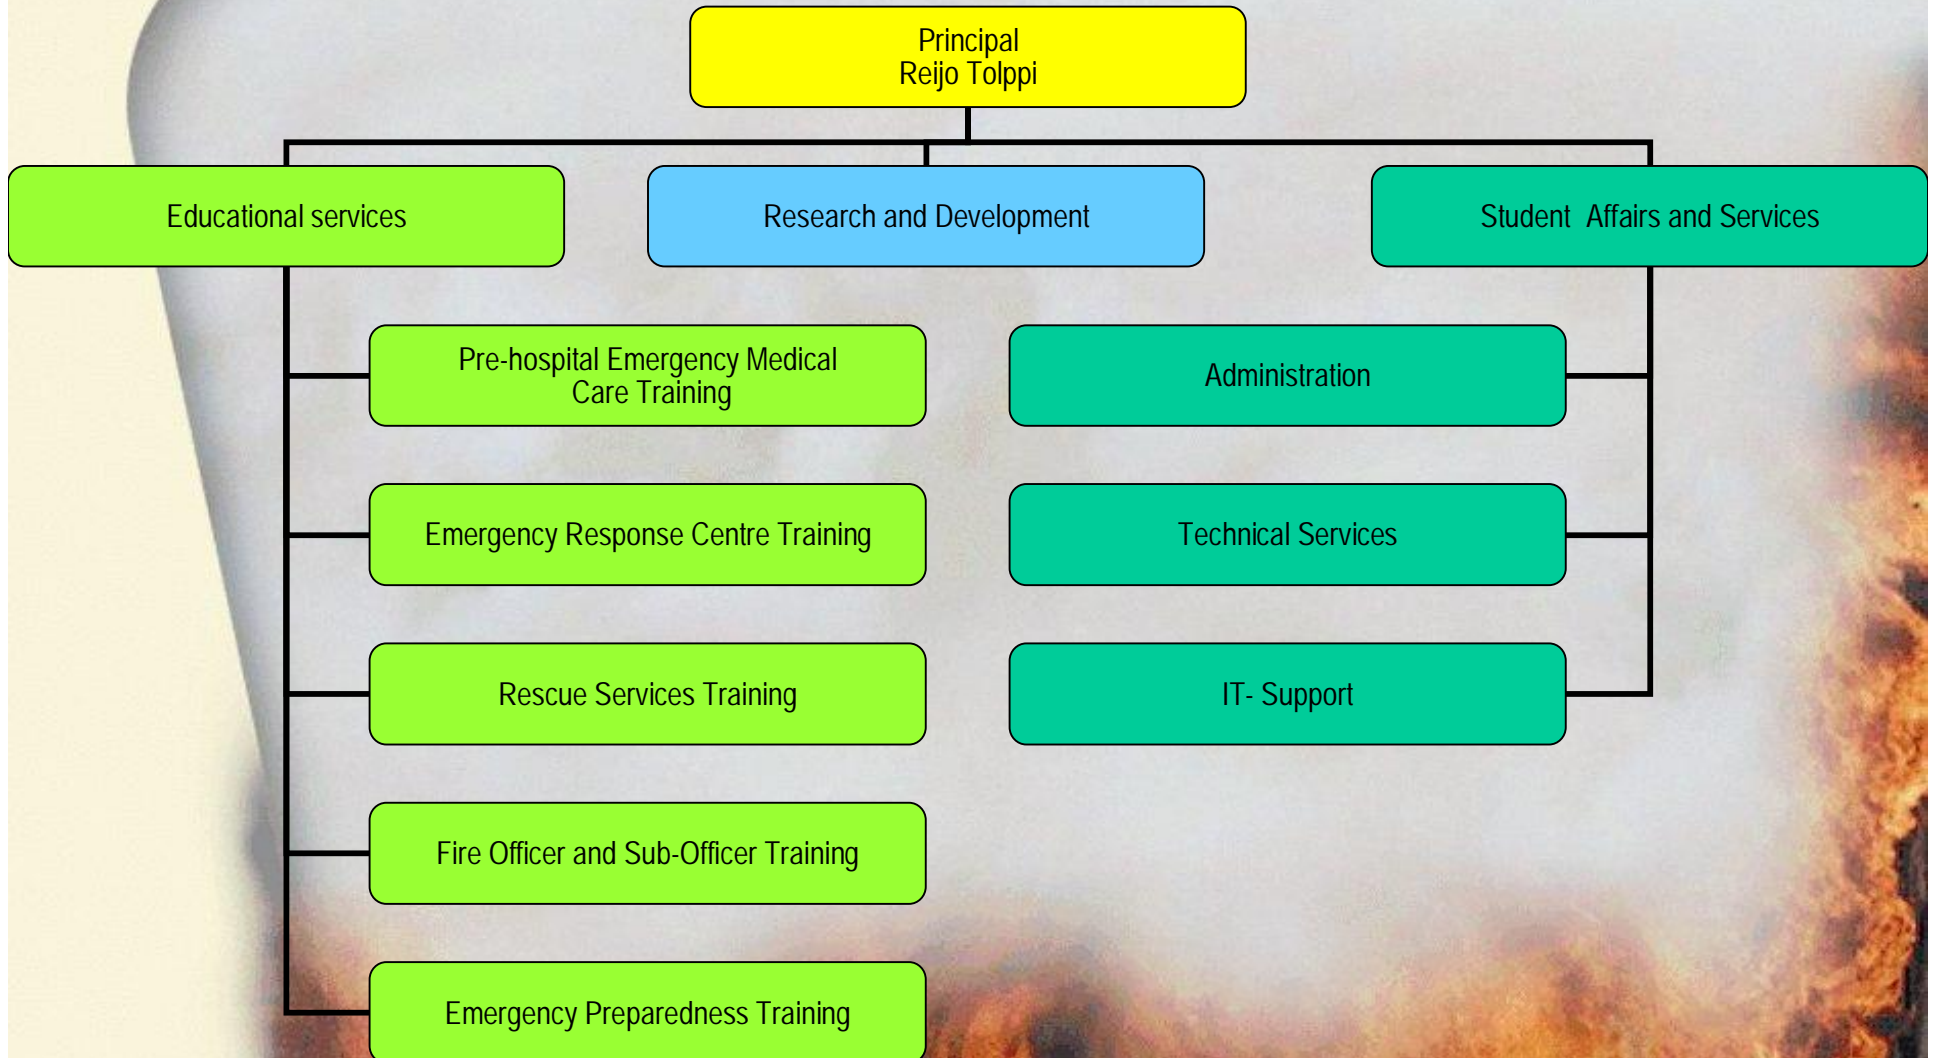 Principal
Reijo Tolppi
Educational services
Research and Development
Student  Affairs and Services
Pre-hospital Emergency Medical
Care Training
Administration
Emergency Response Centre Training
Technical Services
Rescue Services Training
IT- Support
Fire Officer and Sub-Officer Training
Emergency Preparedness Training